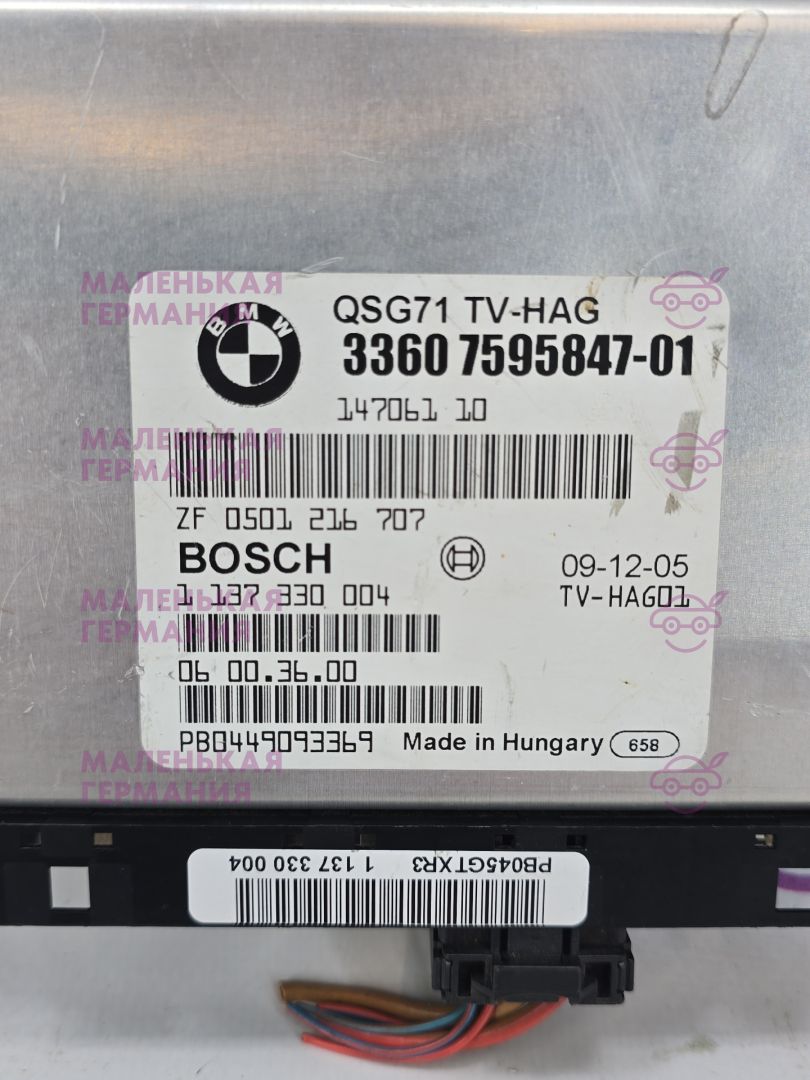 BMW
QSG71 TV-HAG
3360 7595847-01
147061 10
ZF 0501 216 707
BOSCH
09-12-05
1 137 330 004
TV-HAG01
06 00.36.00
PB0449093369
Made in Hungary 658
PB045GTXR3 1 137 330 004
МАЛЕНЬКАЯ
ГЕРМАНИЯ
МАЛЕНЬКАЯ
ГЕРМАНИЯ
МАЛЕНЬКАЯ
ГЕРМАНИЯ
МАЛЕНЬКАЯ
ГЕРМАНИЯ